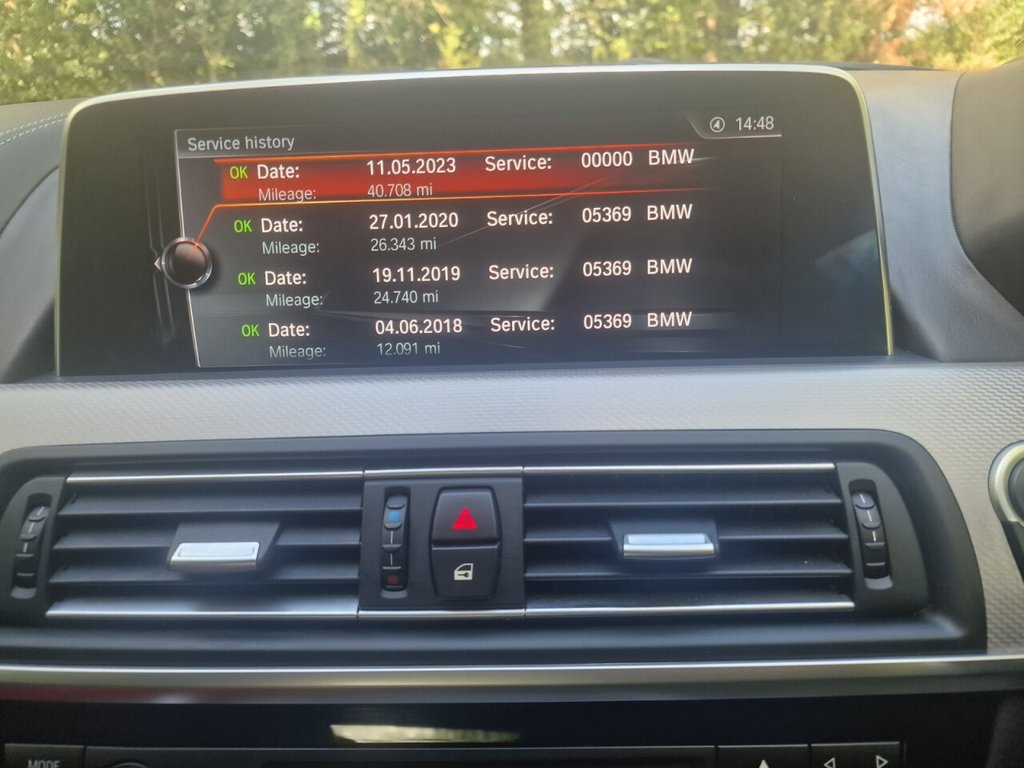 Service history
14:48
OK Date: 11.05.2023 Service: 00000 BMW
Mileage: 40.708 mi
OK Date: 27.01.2020 Service: 05369 BMW
Mileage: 26.343 mi
OK Date: 19.11.2019 Service: 05369 BMW
Mileage: 24.740 mi
OK Date: 04.06.2018 Service: 05369 BMW
Mileage: 12.091 mi
MODE